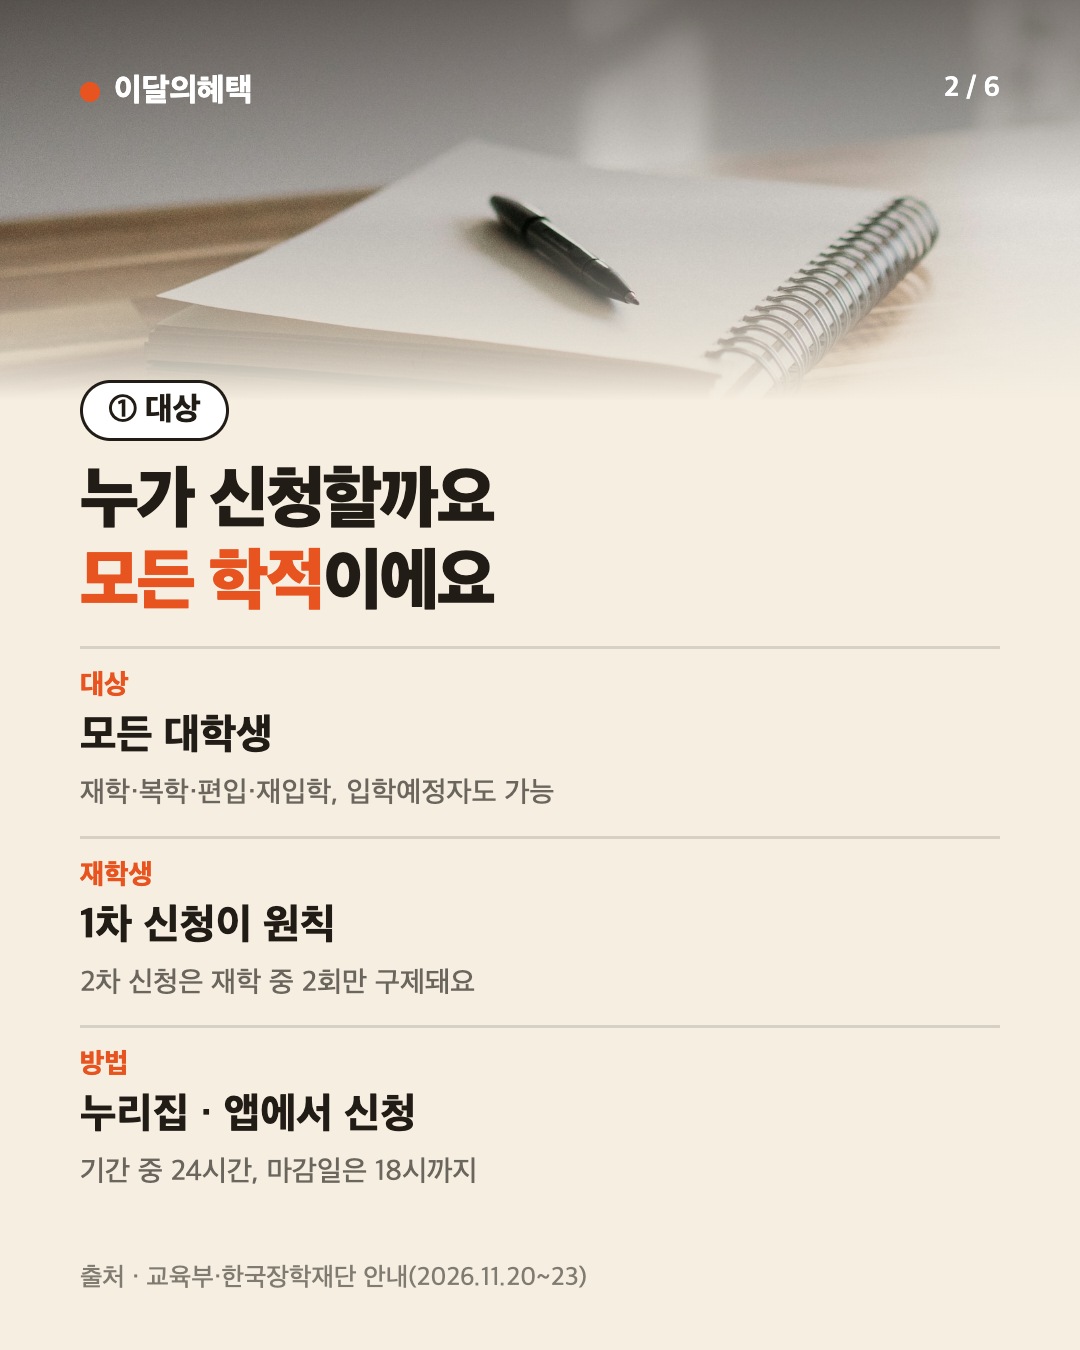 이달의혜택
2 / 6
① 대상
누가 신청할까요
모든 학적이에요
대상
모든 대학생
재학·복학·편입·재입학, 입학예정자도 가능
재학생
1차 신청이 원칙
2차 신청은 재학 중 2회만 구제돼요
방법
누리집 · 앱에서 신청
기간 중 24시간, 마감일은 18시까지
출처 · 교육부·한국장학재단 안내(2026.11.20~23)